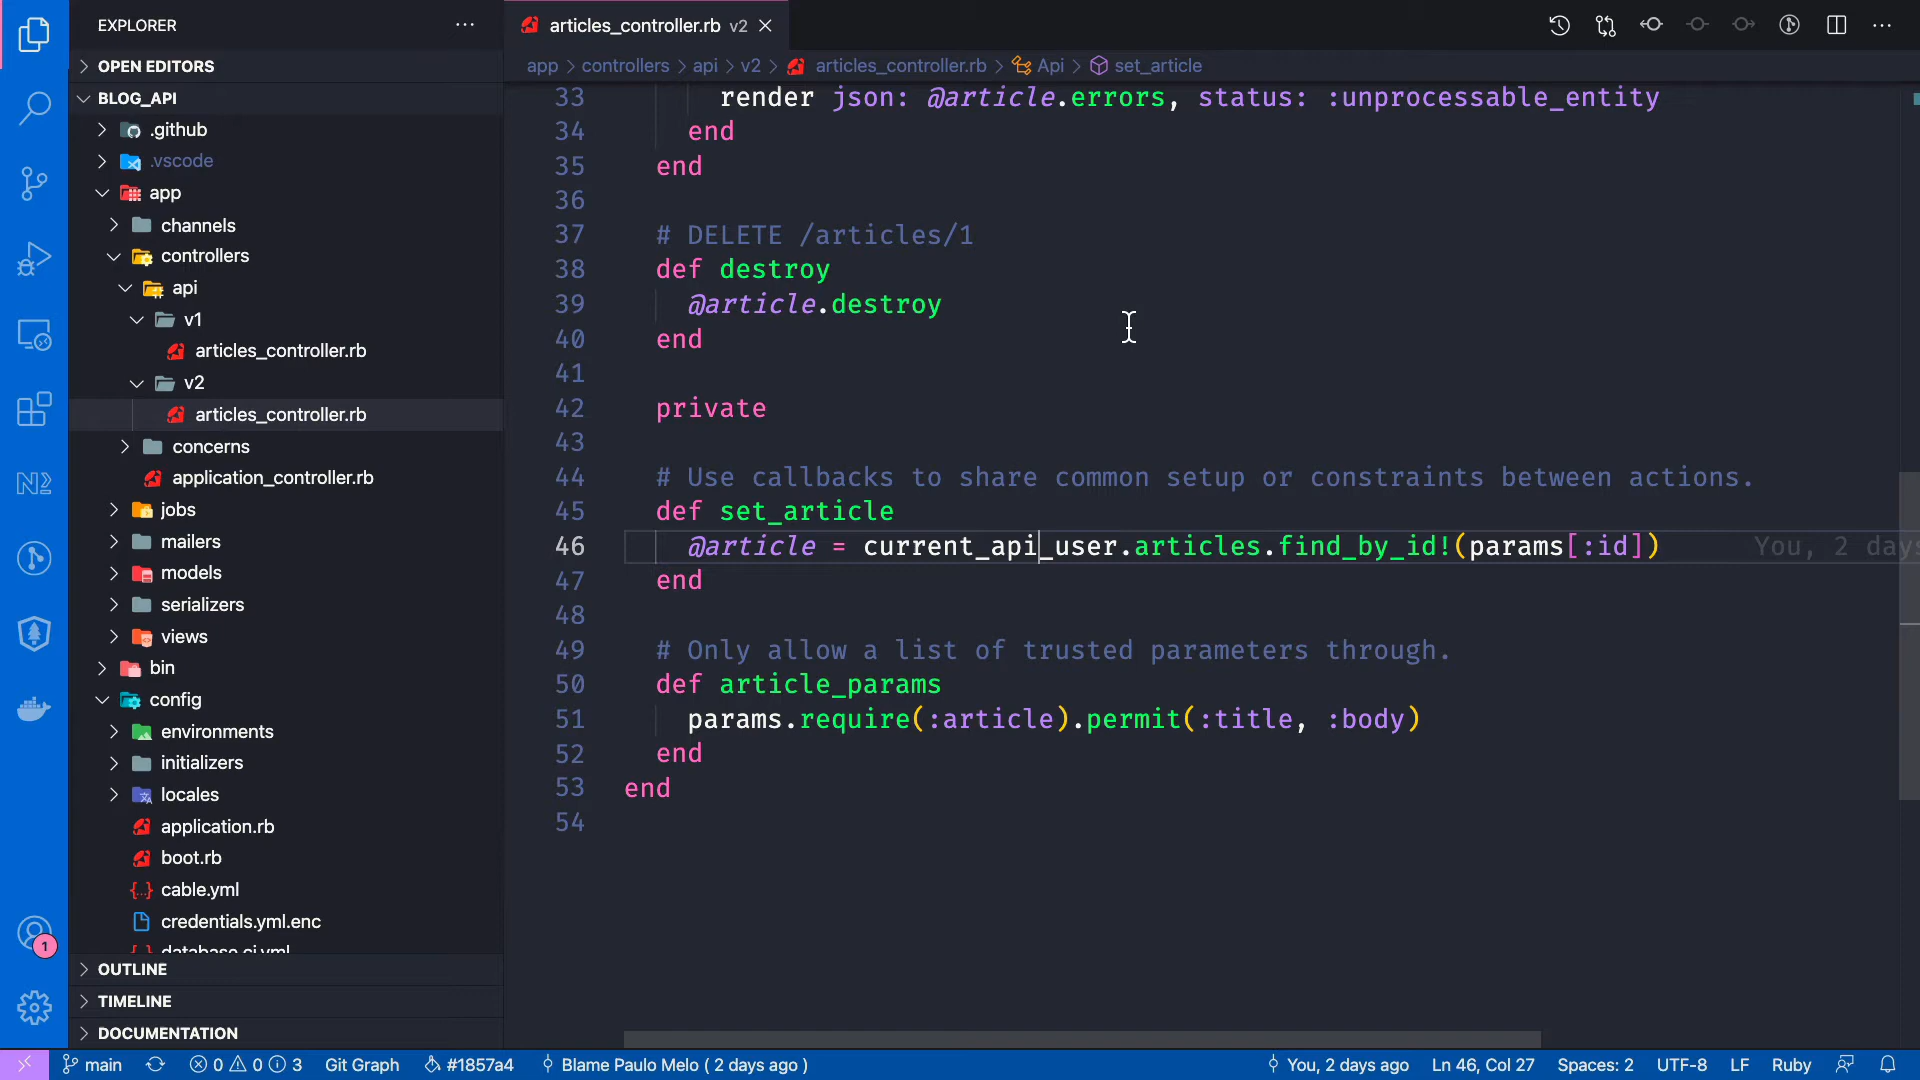 EXPLORER
OPEN EDITORS
BLOG_API
.github
.vscode
app
channels
controllers
api
v1
articles_controller.rb
v2
articles_controller.rb
concerns
application_controller.rb
jobs
mailers
models
serializers
views
bin
config
environments
initializers
locales
application.rb
boot.rb
cable.yml
credentials.yml.enc
database.ci.yml
OUTLINE
TIMELINE
DOCUMENTATION
articles_controller.rb v2
app > controllers > api > v2 > articles_controller.rb > Api > set_article
33 render json: @article.errors, status: :unprocessable_entity
34 end
35 end
36
37 # DELETE /articles/1
38 def destroy
39 @article.destroy
40 end
41
42 private
43
44 # Use callbacks to share common setup or constraints between actions.
45 def set_article
46 @article = current_api_user.articles.find_by_id!(params[:id]) You, 2 days
47 end
48
49 # Only allow a list of trusted parameters through.
50 def article_params
51 params.require(:article).permit(:title, :body)
52 end
53 end
54
1
main 0 0 3 Git Graph #1857a4 Blame Paulo Melo ( 2 days ago ) You, 2 days ago Ln 46, Col 27 Spaces: 2 UTF-8 LF Ruby